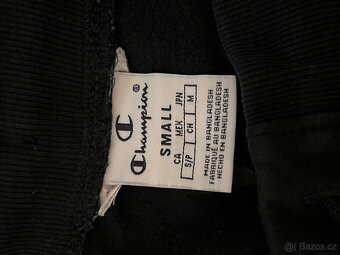 Champion
SMALL
CA MEX JPN
S/P CH M
MADE IN BANGLADESH
FABRIQUÉ AU BANGLADESH
HECHO EN BANGLADESH
Bazos.cz